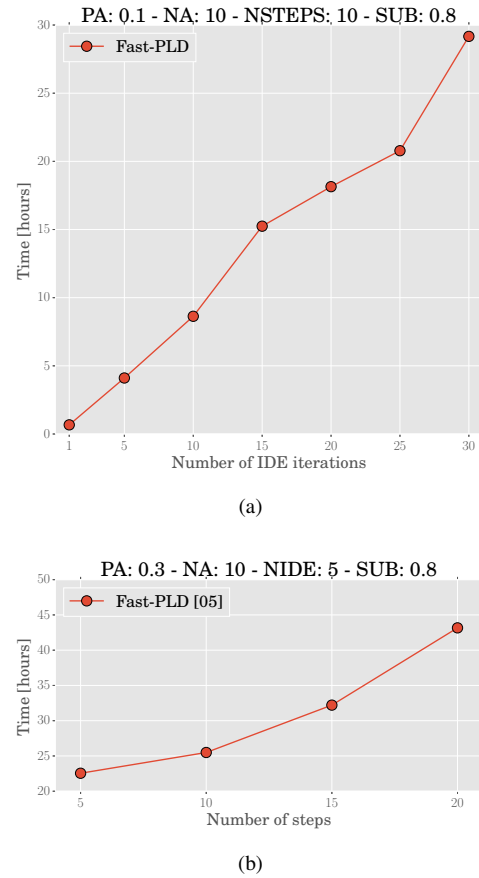 PA: 0.1 - NA: 10 - NSTEPS: 10 - SUB: 0.8
30
Fast-PLD
25
20
15
10
5
0
Time [hours]
1 5 10 15 20 25 30
Number of IDE iterations
(a)
PA: 0.3 - NA: 10 - NIDE: 5 - SUB: 0.8
50
Fast-PLD [05]
45
40
35
30
25
20
Time [hours]
5 10 15 20
Number of steps
(b)